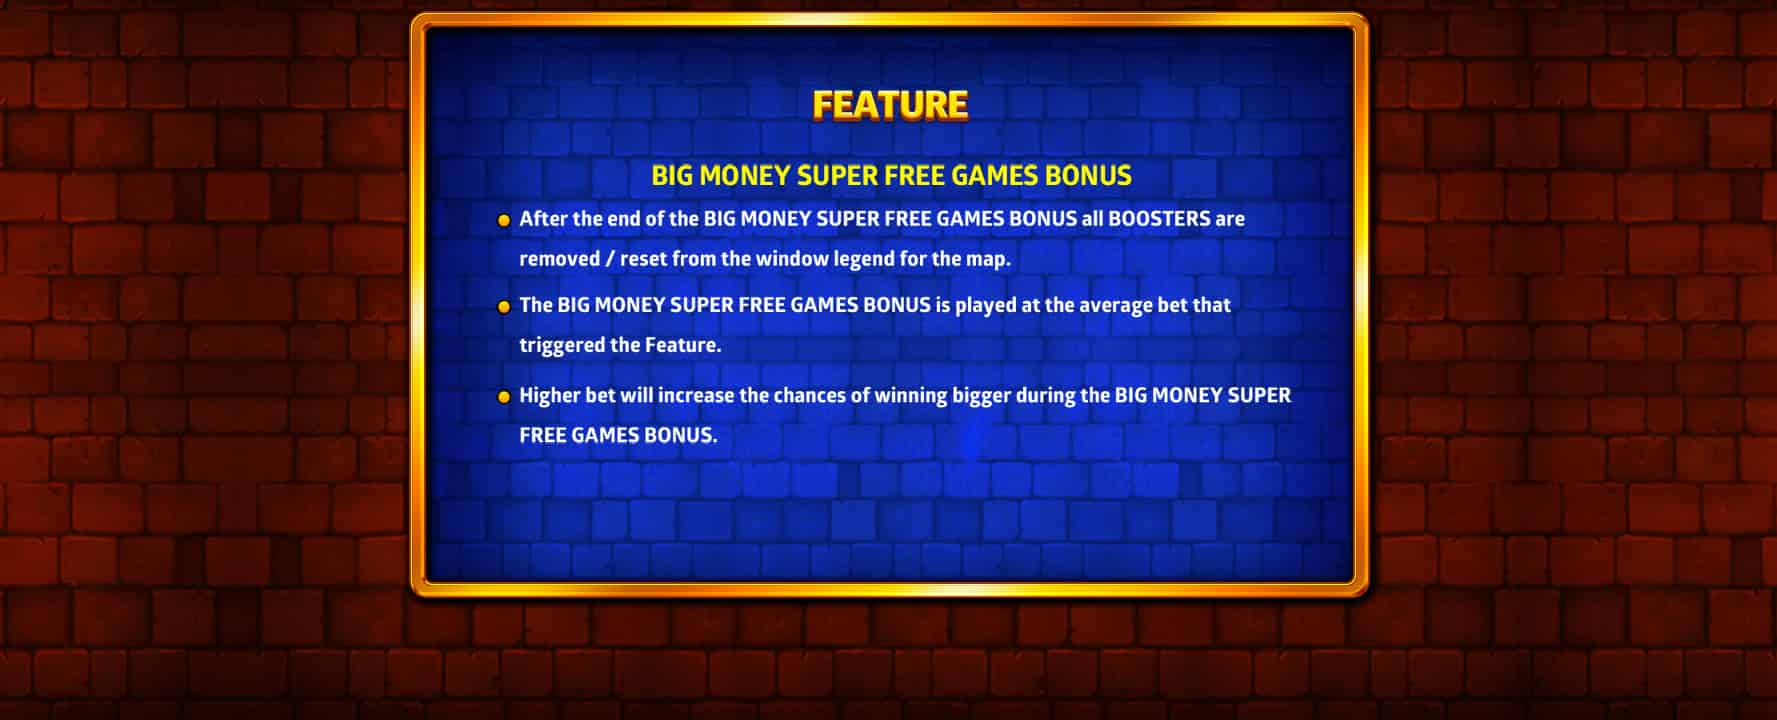 FEATURE
BIG MONEY SUPER FREE GAMES BONUS
After the end of the BIG MONEY SUPER FREE GAMES BONUS all BOOSTERS are
removed / reset from the window legend for the map.
The BIG MONEY SUPER FREE GAMES BONUS is played at the average bet that
triggered the Feature.
Higher bet will increase the chances of winning bigger during the BIG MONEY SUPER
FREE GAMES BONUS.